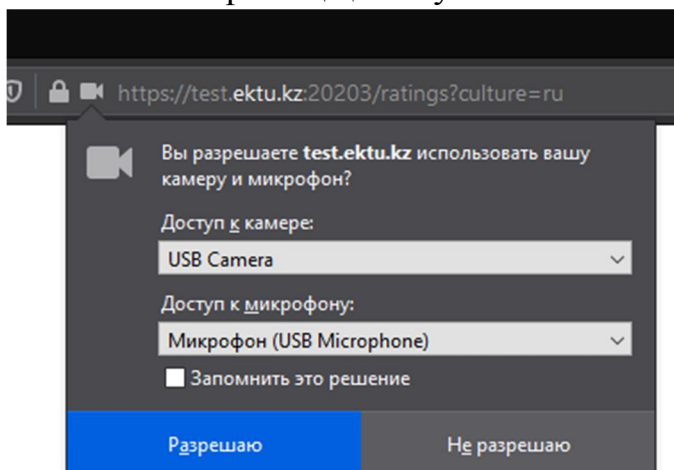 https://test.ektu.kz:20203/ratings?culture=ru
Вы разрешаете test.ektu.kz использовать вашу
камеру и микрофон?
Доступ к камере:
USB Camera
Доступ к микрофону:
Микрофон (USB Microphone)
Запомнить это решение
Разрешаю
Не разрешаю